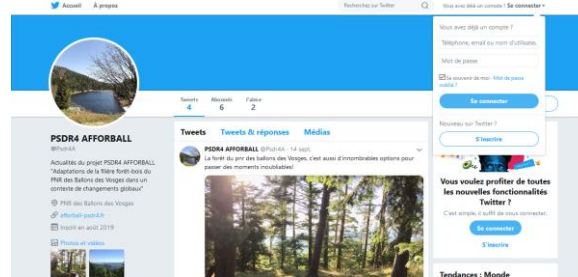 Accueil À propos Recherchez sur Twitter Vous avez déjà un compte ? Se connecter
Vous avez déjà un compte ?
Téléphone, email ou nom d'utilisateur
Mot de passe
Se souvenir de moi · Mot de passe
oublié ?
Se connecter
Nouveau sur Twitter ?
S'inscrire
Tweets Abonnés J'aime
4 6 2
PSDR4 AFFORBALL
@Psdr4A
Actualités du projet PSDR4 AFFORBALL
"Adaptations de la filière forêt-bois du
PNR des Ballons des Vosges dans un
contexte de changements globaux"
PNR des Ballons des Vosges
afforball-psdr4.fr
Inscrit en août 2019
Photos et vidéos
Tweets Tweets & réponses Médias
PSDR4 AFFORBALL @Psdr4A · 14 sept.
La forêt du pnr des ballons des Vosges, c'est aussi d'innombrables options pour
passer des moments inoubliables!
Vous voulez profiter de toutes
les nouvelles fonctionnalités
Twitter ?
C'est simple, il suffit de vous connecter.
Se connecter
S'inscrire
Tendances : Monde